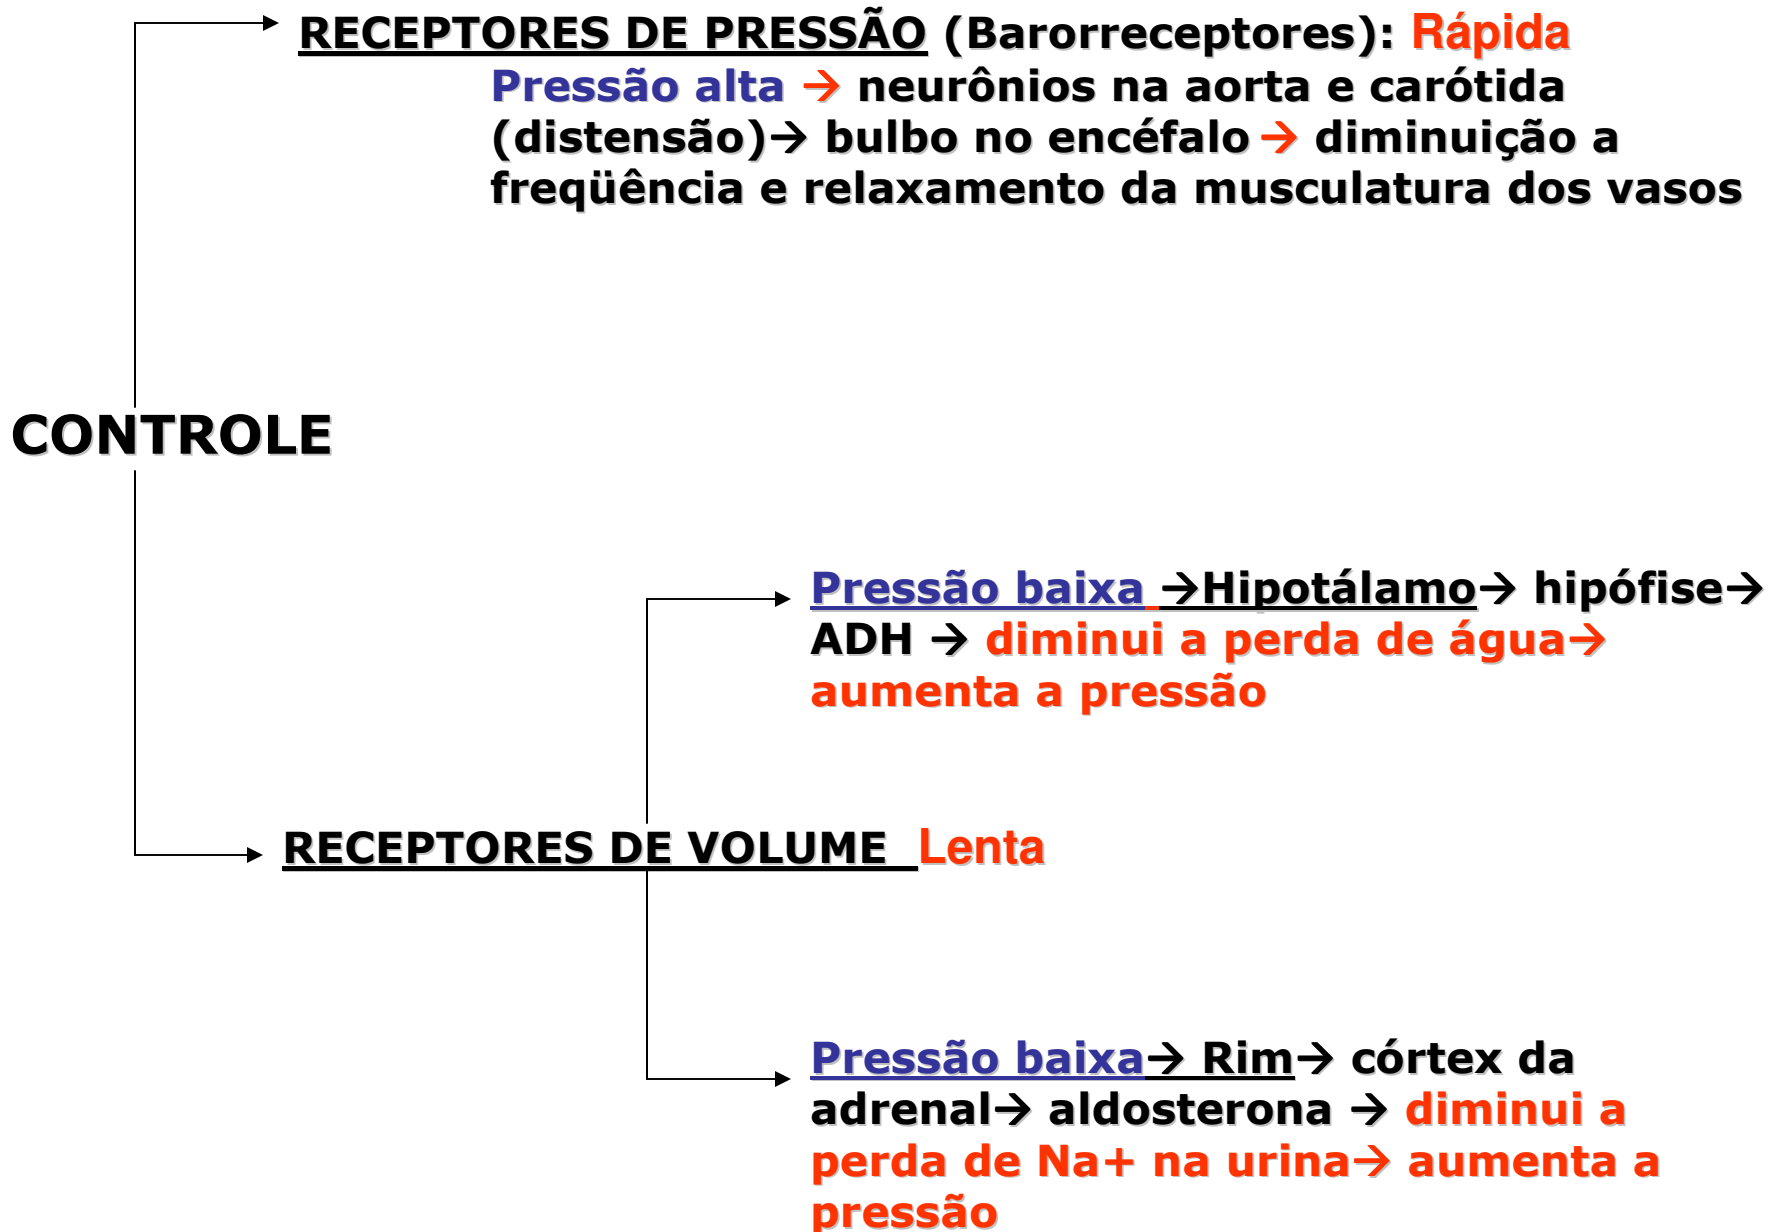 RECEPTORES DE PRESSÃO (Barorreceptores): Rápida
Pressão alta → neurônios na aorta e carótida
(distensão)→ bulbo no encéfalo → diminuição a
freqüência e relaxamento da musculatura dos vasos
CONTROLE
Pressão baixa →Hipotálamo→ hipófise→
ADH → diminui a perda de água→
aumenta a pressão
RECEPTORES DE VOLUME Lenta
Pressão baixa→ Rim→ córtex da
adrenal→ aldosterona → diminui a
perda de Na+ na urina→ aumenta a
pressão